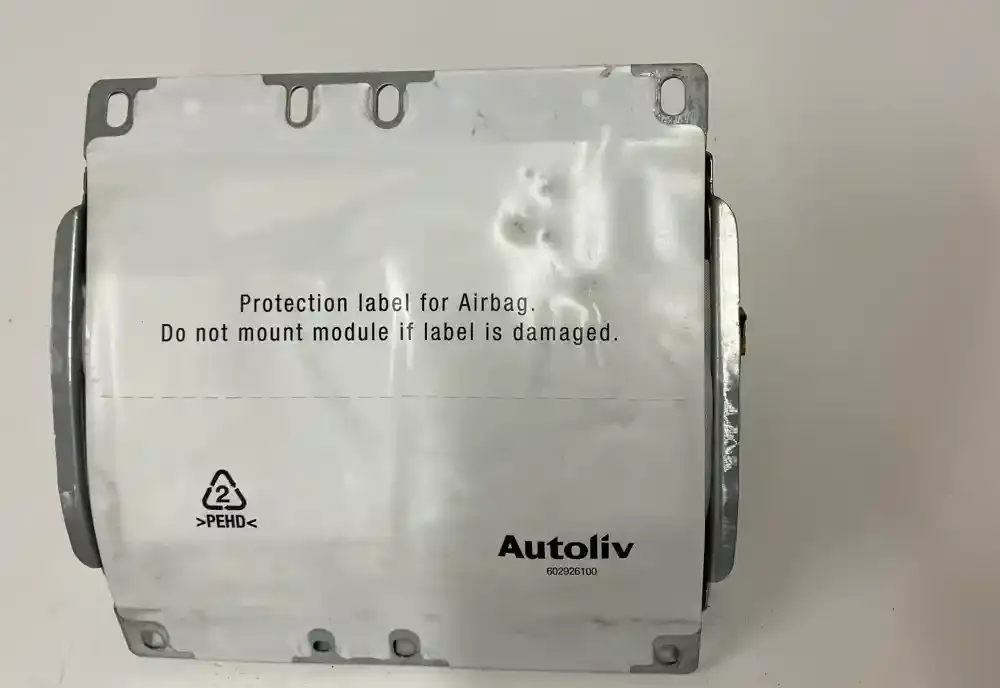 Protection label for Airbag.
Do not mount module if label is damaged.
2
>PEHD<
Autoliv
602926100